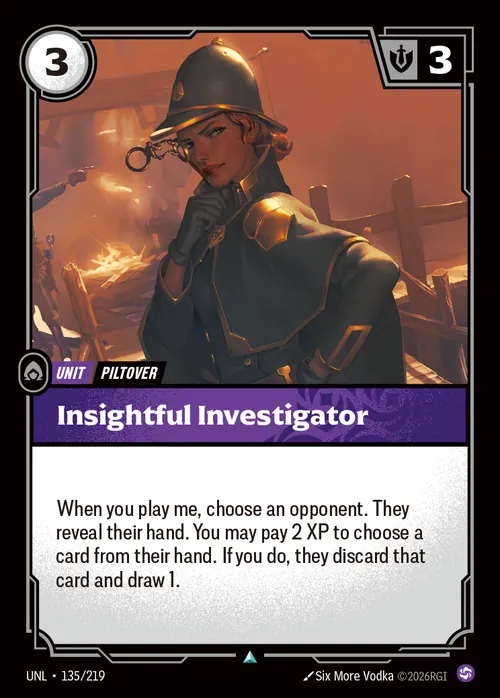 3
3
UNIT PILTOVER
Insightful Investigator
When you play me, choose an opponent. They
reveal their hand. You may pay 2 XP to choose a
card from their hand. If you do, they discard that
card and draw 1.
UNL • 135/219
Six More Vodka ©2026RGI